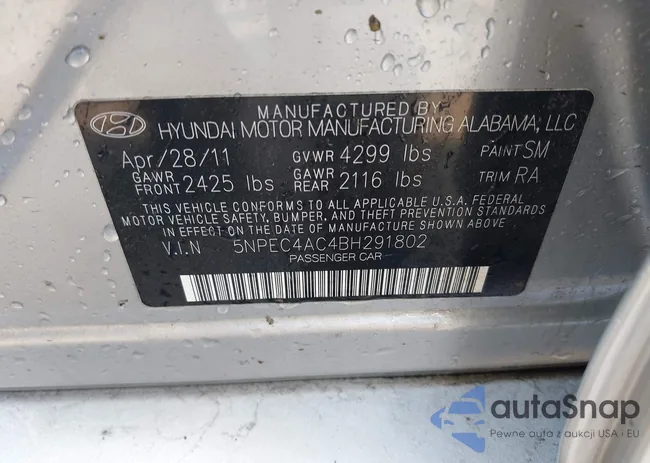 MANUFACTURED BY
HYUNDAI MOTOR MANUFACTURING ALABAMA, LLC
Apr/28/11 GVWR 4299 lbs PAINT SM
GAWR FRONT 2425 lbs GAWR REAR 2116 lbs TRIM RA
THIS VEHICLE CONFORMS TO ALL APPLICABLE U.S.A. FEDERAL
MOTOR VEHICLE SAFETY, BUMPER, AND THEFT PREVENTION
STANDARDS IN EFFECT ON THE DATE OF MANUFACTURE SHOWN ABOVE
V.I.N 5NPEC4AC4BH291802
PASSENGER CAR
autaSnap
Pewne auta z aukcji USA i EU